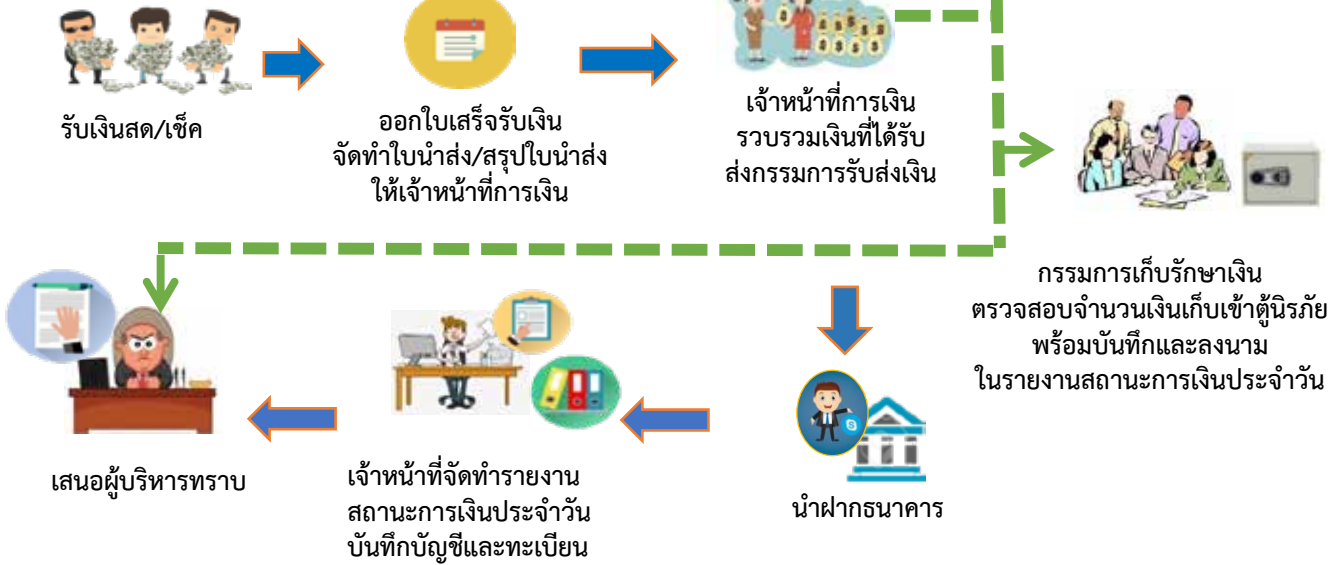 รับเงินสด/เช็ค
ออกใบเสร็จรับเงิน
จัดทำใบนำส่ง/สรุปใบนำส่ง
ให้เจ้าหน้าที่การเงิน
เจ้าหน้าที่การเงิน
รวบรวมเงินที่ได้รับ
ส่งกรรมการรับส่งเงิน
กรรมการเก็บรักษาเงิน
ตรวจสอบจำนวนเงินเก็บเข้าตู้นิรภัย
พร้อมบันทึกและลงนาม
ในรายงานสถานะการเงินประจำวัน
นำฝากธนาคาร
เจ้าหน้าที่จัดทำรายงาน
สถานะการเงินประจำวัน
บันทึกบัญชีและทะเบียน
เสนอผู้บริหารทราบ